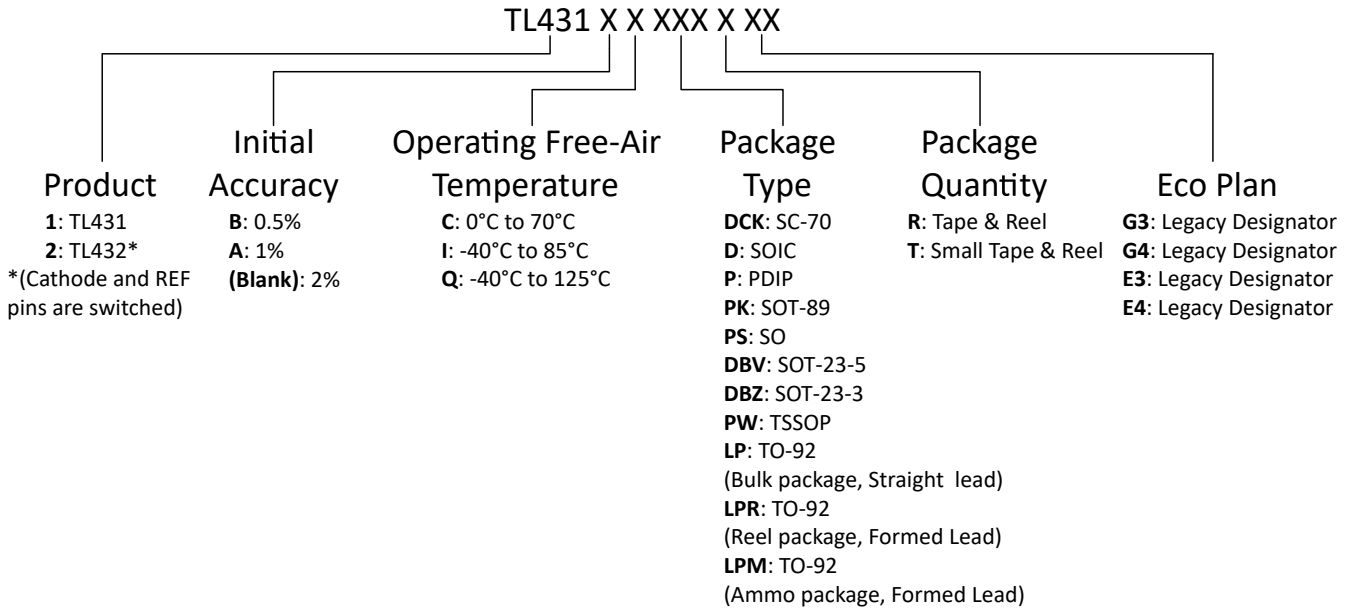 TL431 X X XXX X XX
Product
1: TL431
2: TL432*
*(Cathode and REF
pins are switched)
Initial
Accuracy
B: 0.5%
A: 1%
(Blank): 2%
Operating Free-Air
Temperature
C: 0°C to 70°C
I: -40°C to 85°C
Q: -40°C to 125°C
Package
Type
DCK: SC-70
D: SOIC
P: PDIP
PK: SOT-89
PS: SO
DBV: SOT-23-5
DBZ: SOT-23-3
PW: TSSOP
LP: TO-92
(Bulk package, Straight lead)
LPR: TO-92
(Reel package, Formed Lead)
LPM: TO-92
(Ammo package, Formed Lead)
Package
Quantity
R: Tape & Reel
T: Small Tape & Reel
Eco Plan
G3: Legacy Designator
G4: Legacy Designator
E3: Legacy Designator
E4: Legacy Designator